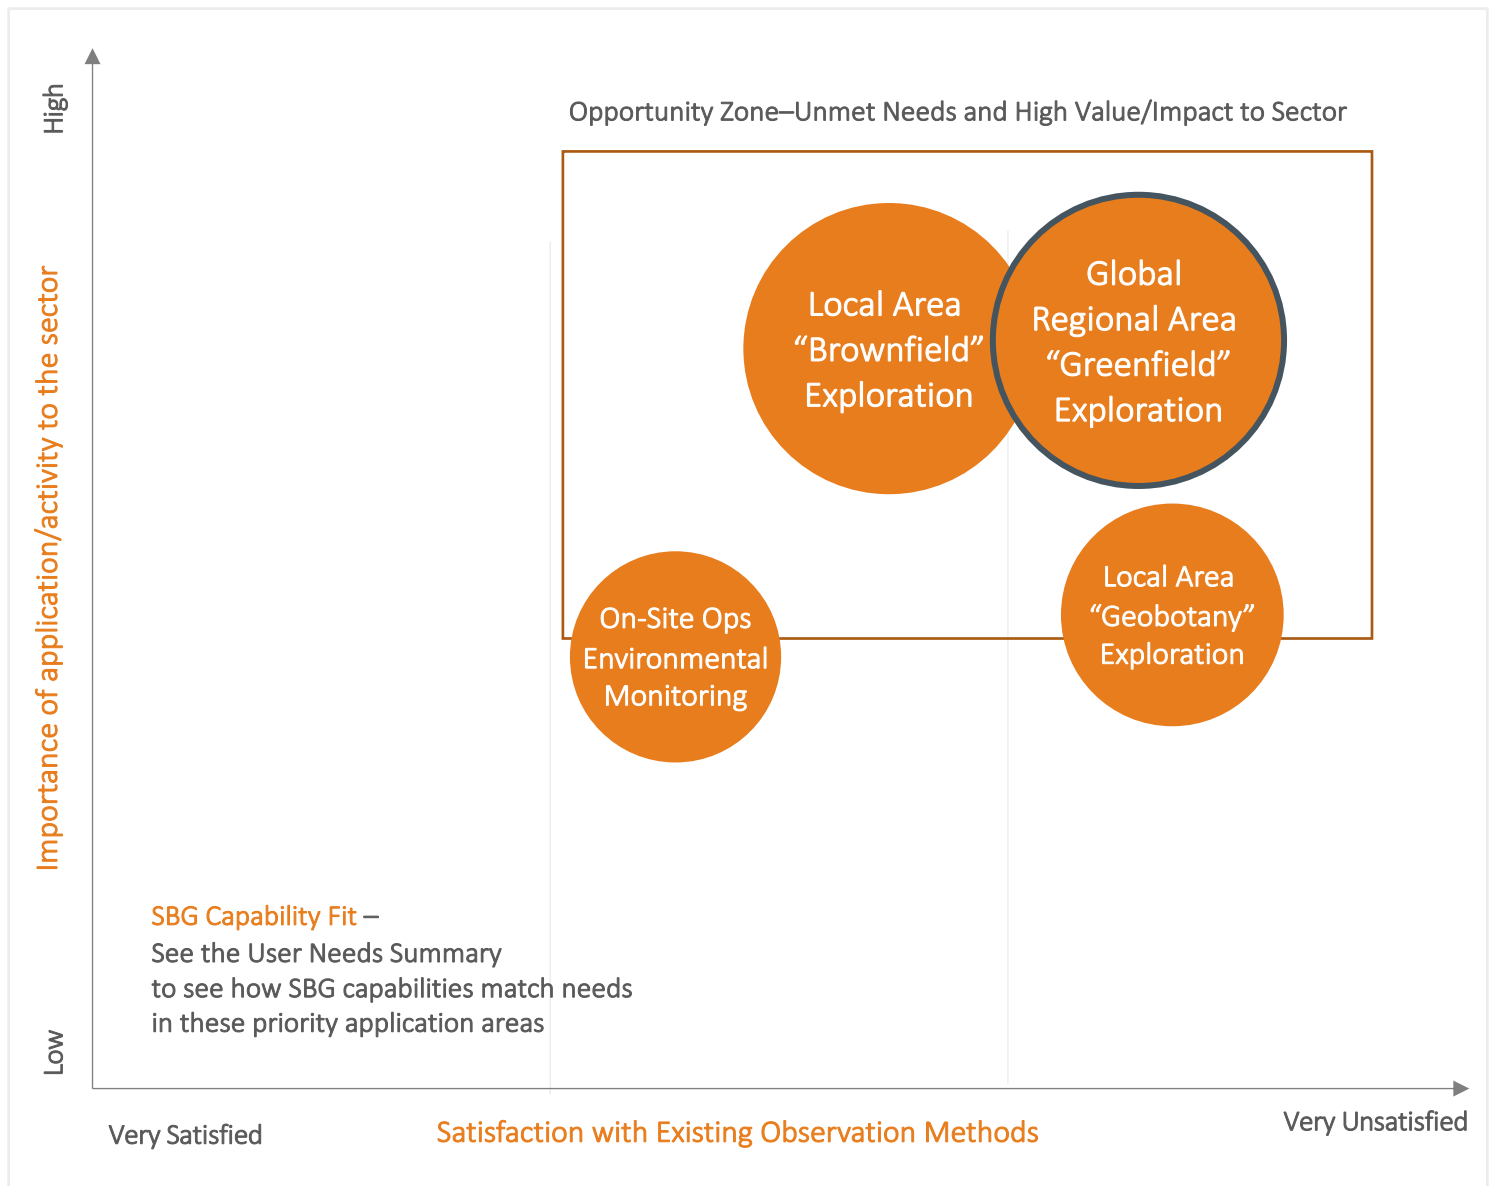 High
Opportunity Zone–Unmet Needs and High Value/Impact to Sector
Importance of application/activity to the sector
Local Area
“Brownfield”
Exploration
Global
Regional Area
“Greenfield”
Exploration
On-Site Ops
Environmental
Monitoring
Local Area
“Geobotany”
Exploration
SBG Capability Fit –
See the User Needs Summary
to see how SBG capabilities match needs
in these priority application areas
Low
Very Satisfied
Satisfaction with Existing Observation Methods
Very Unsatisfied